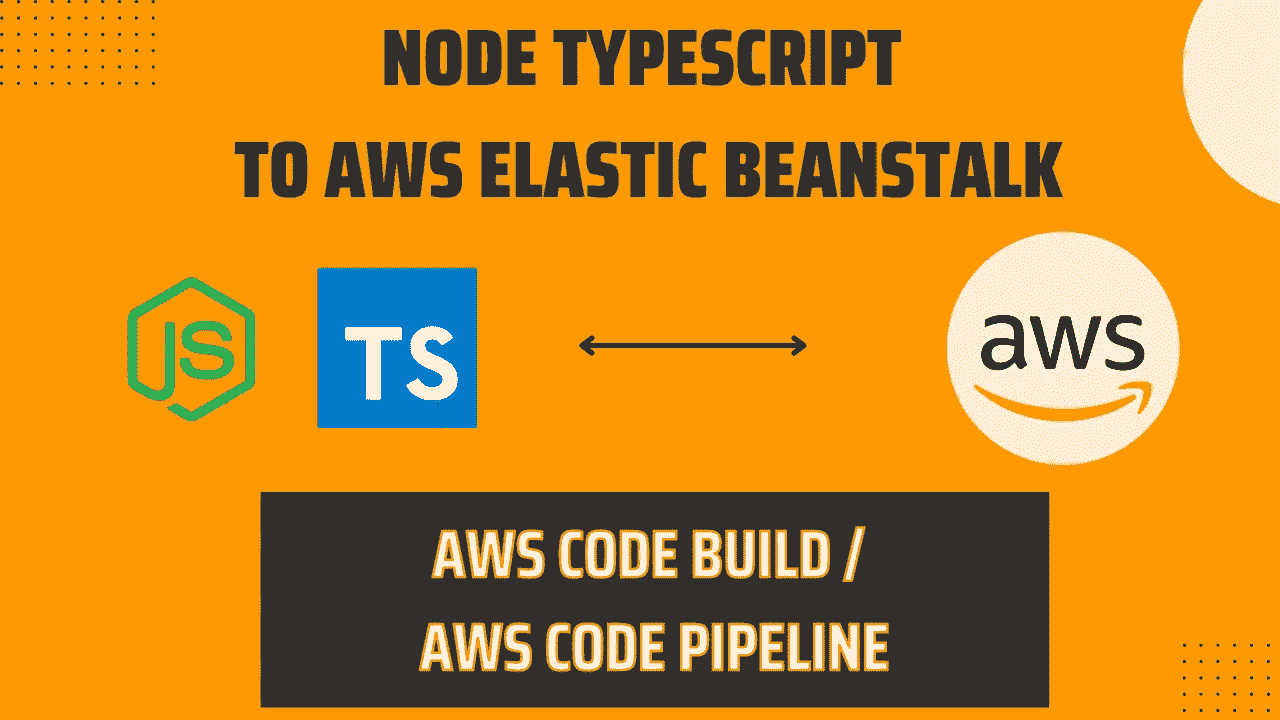 NODE TYPESCRIPT
TO AWS ELASTIC BEANSTALK
JS
TS
aws
AWS CODE BUILD /
AWS CODE PIPELINE